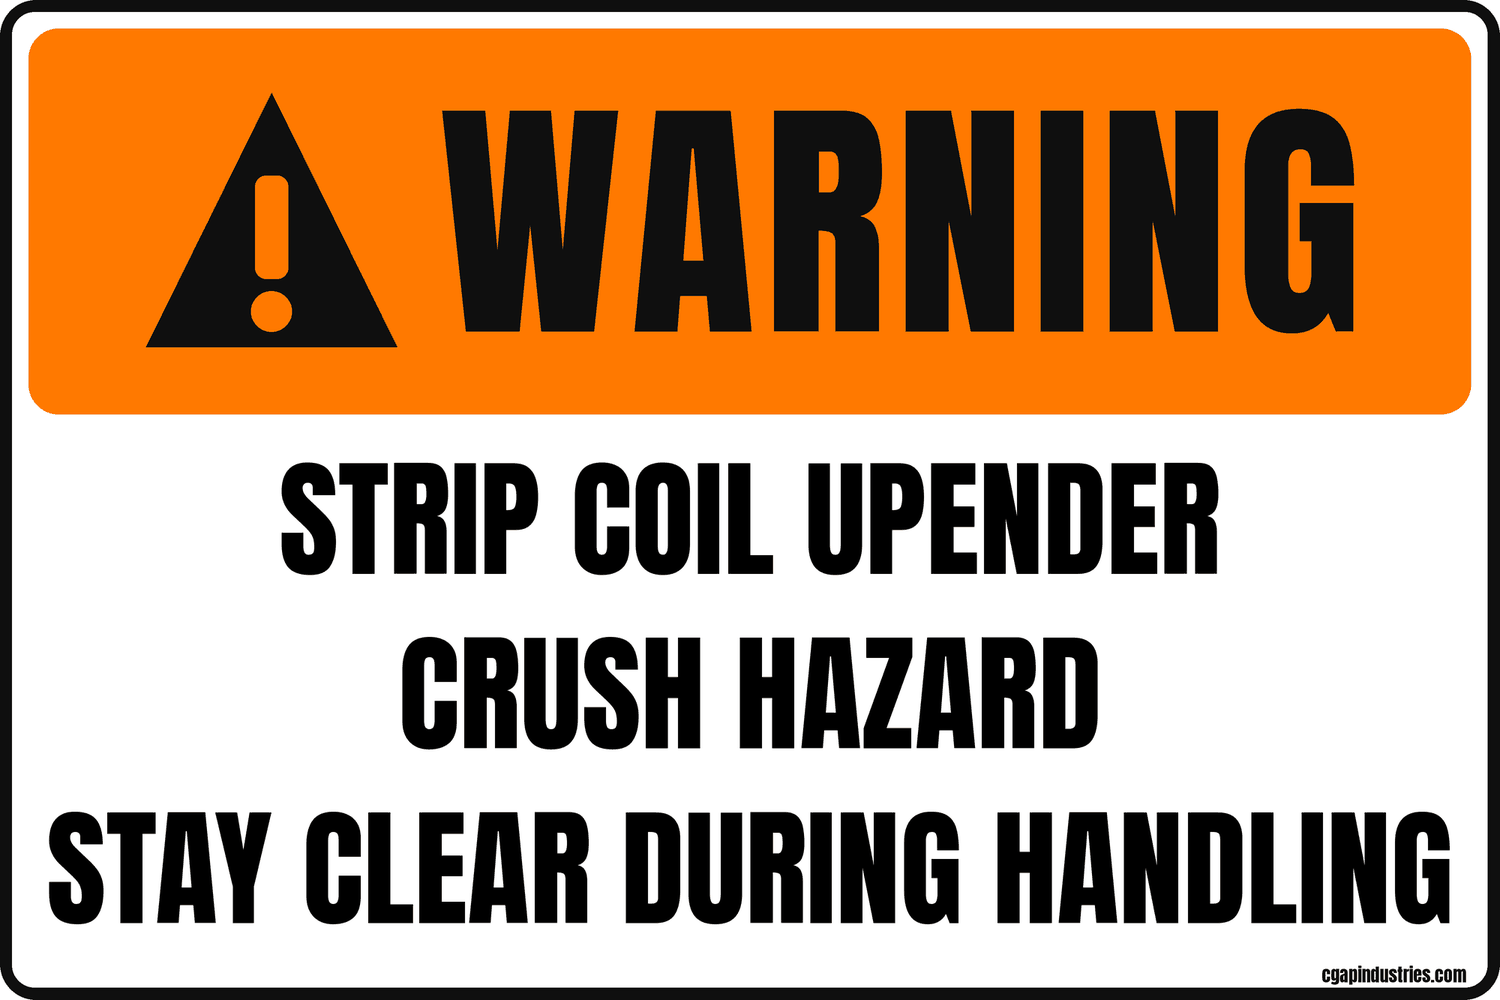 WARNING
STRIP COIL UPENDER
CRUSH HAZARD
STAY CLEAR DURING HANDLING
cgapindustries.com